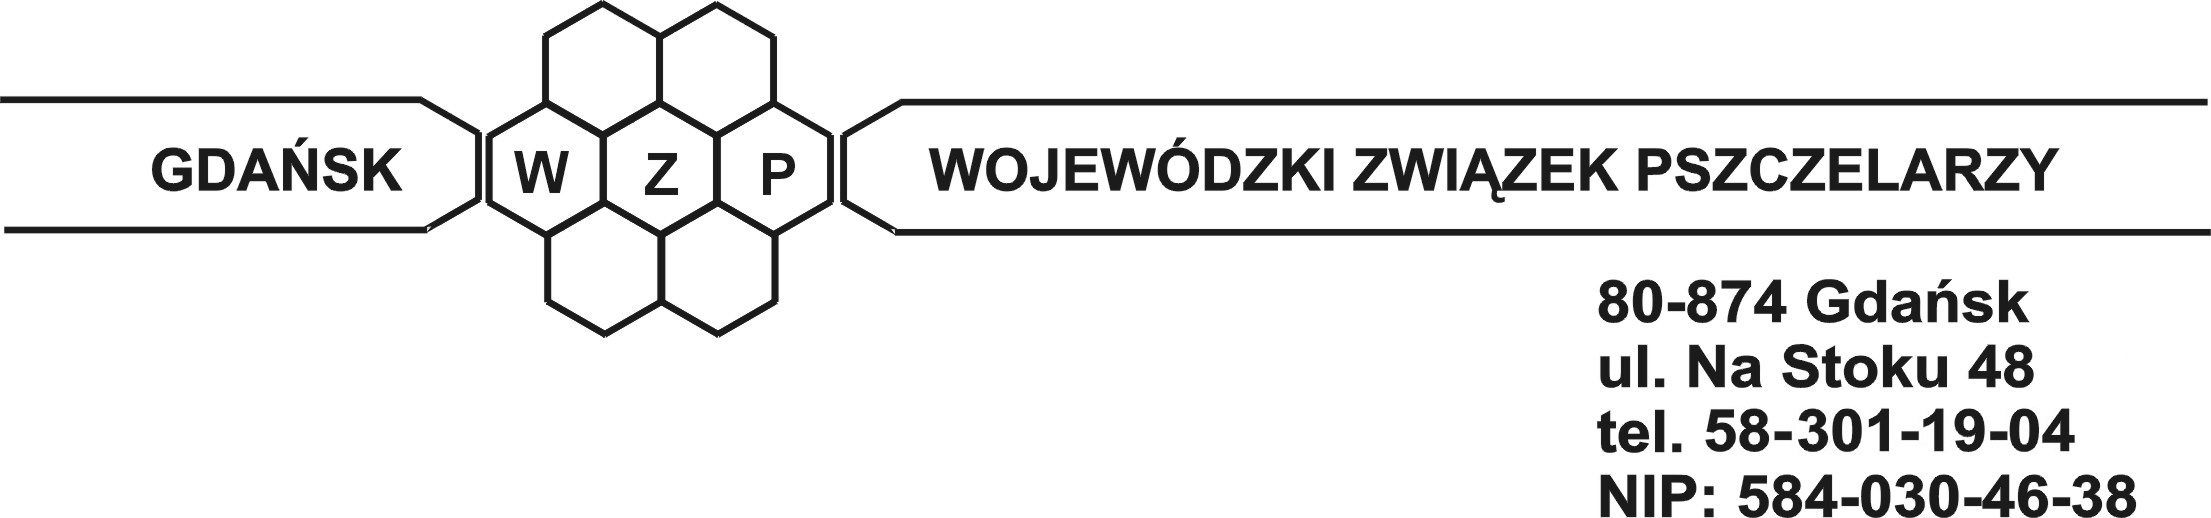 GDAŃSK W Z P WOJEWÓDZKI ZWIĄZEK PSZCZELARZY
80-874 Gdańsk
ul. Na Stoku 48
tel. 58-301-19-04
NIP: 584-030-46-38